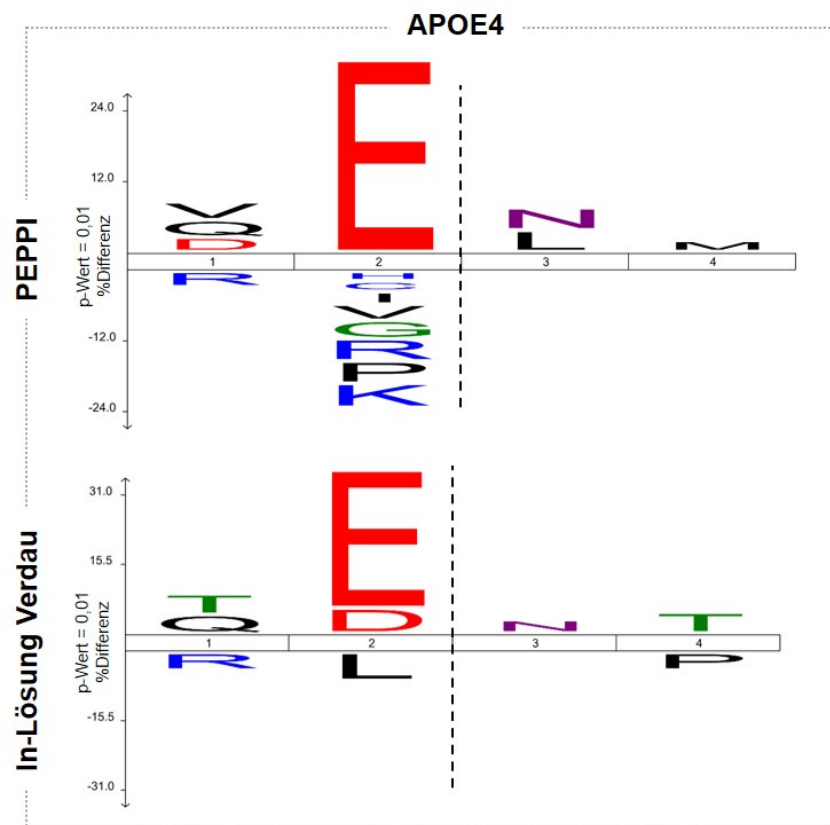 APOE4
PEPPI
p-Wert = 0,01
%Differenz
24.0
12.0
-12.0
-24.0
V
Q
D
E
N
L
M
1
2
3
4
R
H
C
I
V
G
R
P
K
In-Lösung Verdau
p-Wert = 0,01
%Differenz
31.0
15.5
-15.5
-31.0
T
Q
E
D
N
T
1
2
3
4
R
L
P